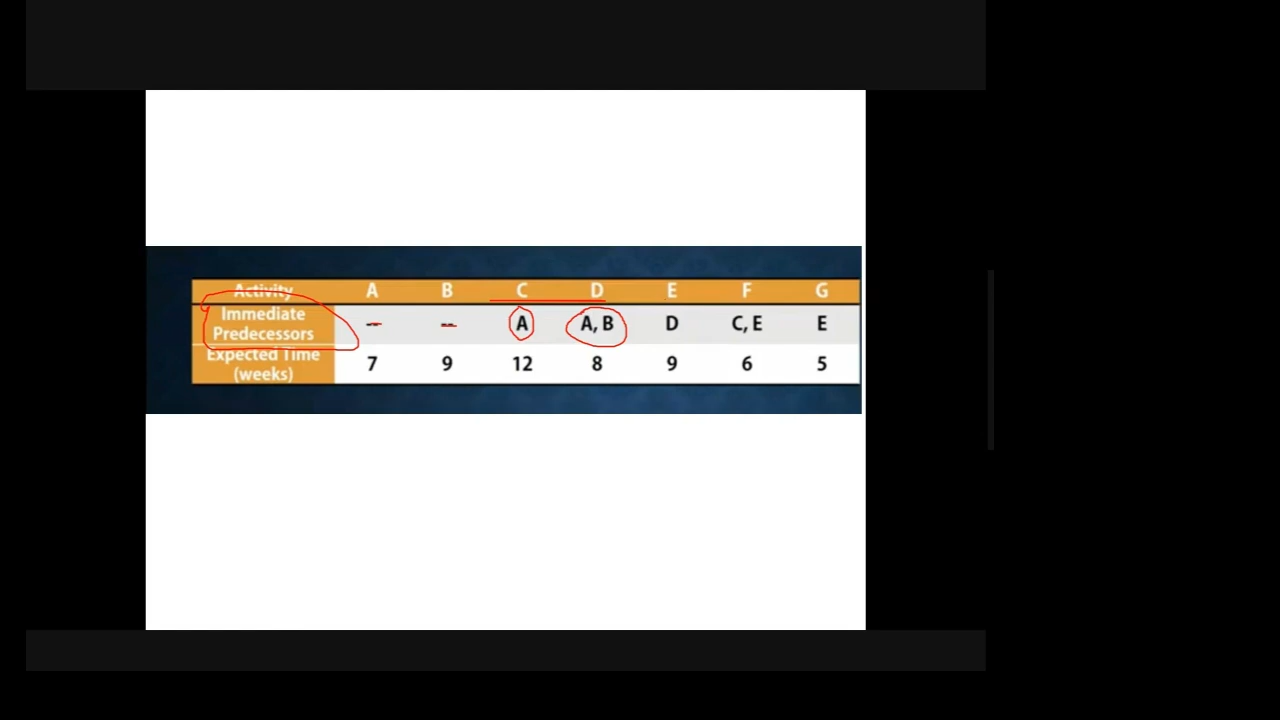 Activity A B C D E F G
Immediate
Predecessors -- -- A A, B D C, E E
Expected Time
(weeks) 7 9 12 8 9 6 5